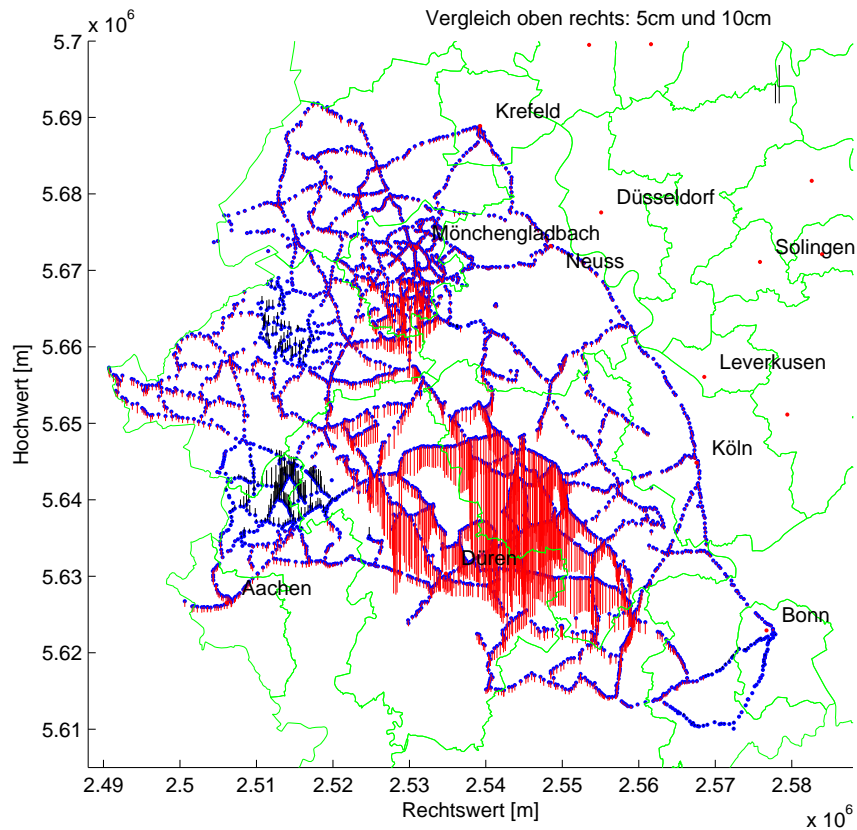 Vergleich oben rechts: 5cm und 10cm
x 10^6
5.7
5.69
5.68
5.67
5.66
5.65
5.64
5.63
5.62
5.61
Hochwert [m]
Krefeld
Düsseldorf
Mönchengladbach
Solingen
Neuss
Leverkusen
Köln
Düren
Aachen
Bonn
2.49 2.5 2.51 2.52 2.53 2.54 2.55 2.56 2.57 2.58
Rechtswert [m]
x 10^6